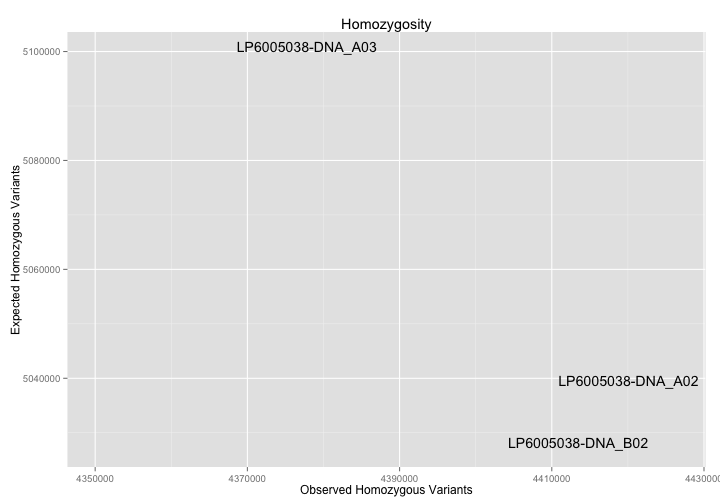 Homozygosity
LP6005038-DNA_A03
5100000
5080000
5060000
5040000
Expected Homozygous Variants
LP6005038-DNA_A02
LP6005038-DNA_B02
4350000 4370000 4390000 4410000 4430000
Observed Homozygous Variants